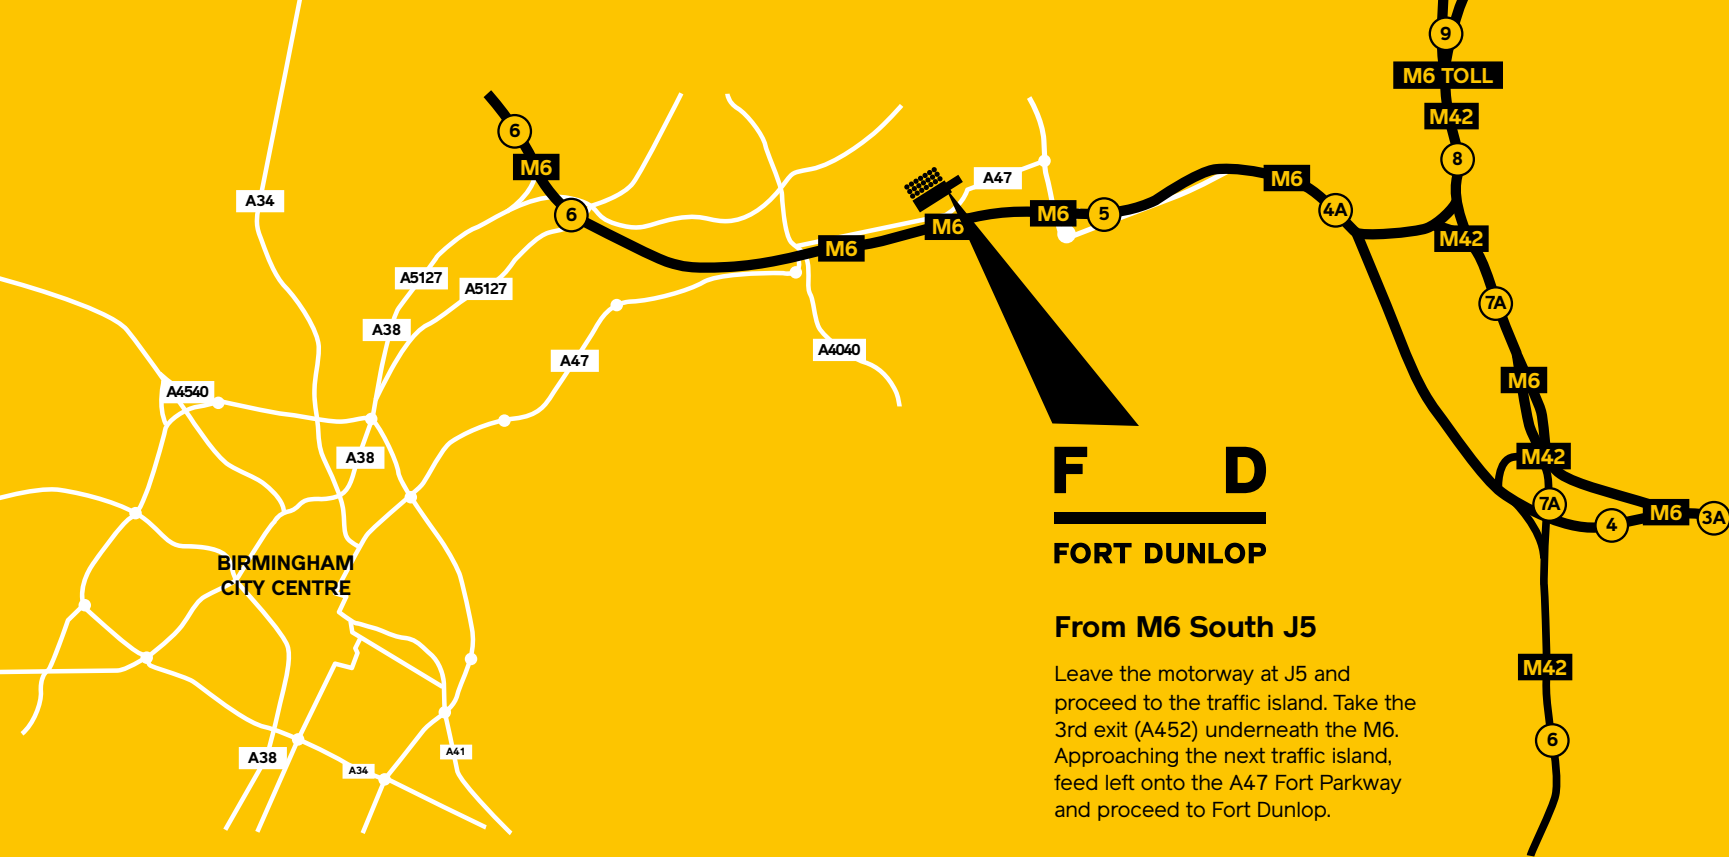 9
M6 TOLL
M42
8
6
M6
A47
M6
A34
4A
M6
5
6
M6
M6
M42
A5127
A5127
7A
A38
A4040
A47
M6
A4540
A38
M42
F D
7A
M6
3A
4
FORT DUNLOP
BIRMINGHAM
CITY CENTRE
From M6 South J5
Leave the motorway at J5 and
proceed to the traffic island. Take the
3rd exit (A452) underneath the M6.
Approaching the next traffic island,
feed left onto the A47 Fort Parkway
and proceed to Fort Dunlop.
M42
6
A41
A38
A34